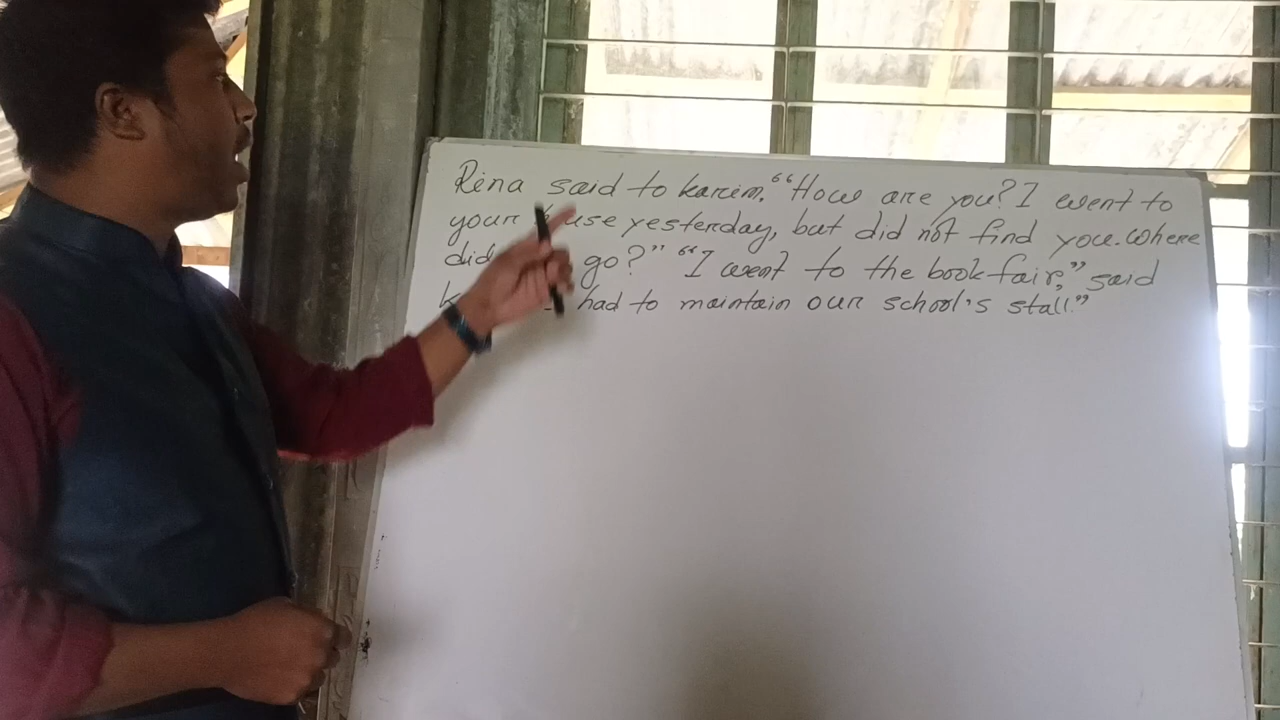 Rina said to karim, “How are you? I went to
your house yesterday, but did not find you. Where
did go?” “I went to the book fair,” said
had to maintain our school's stall.”